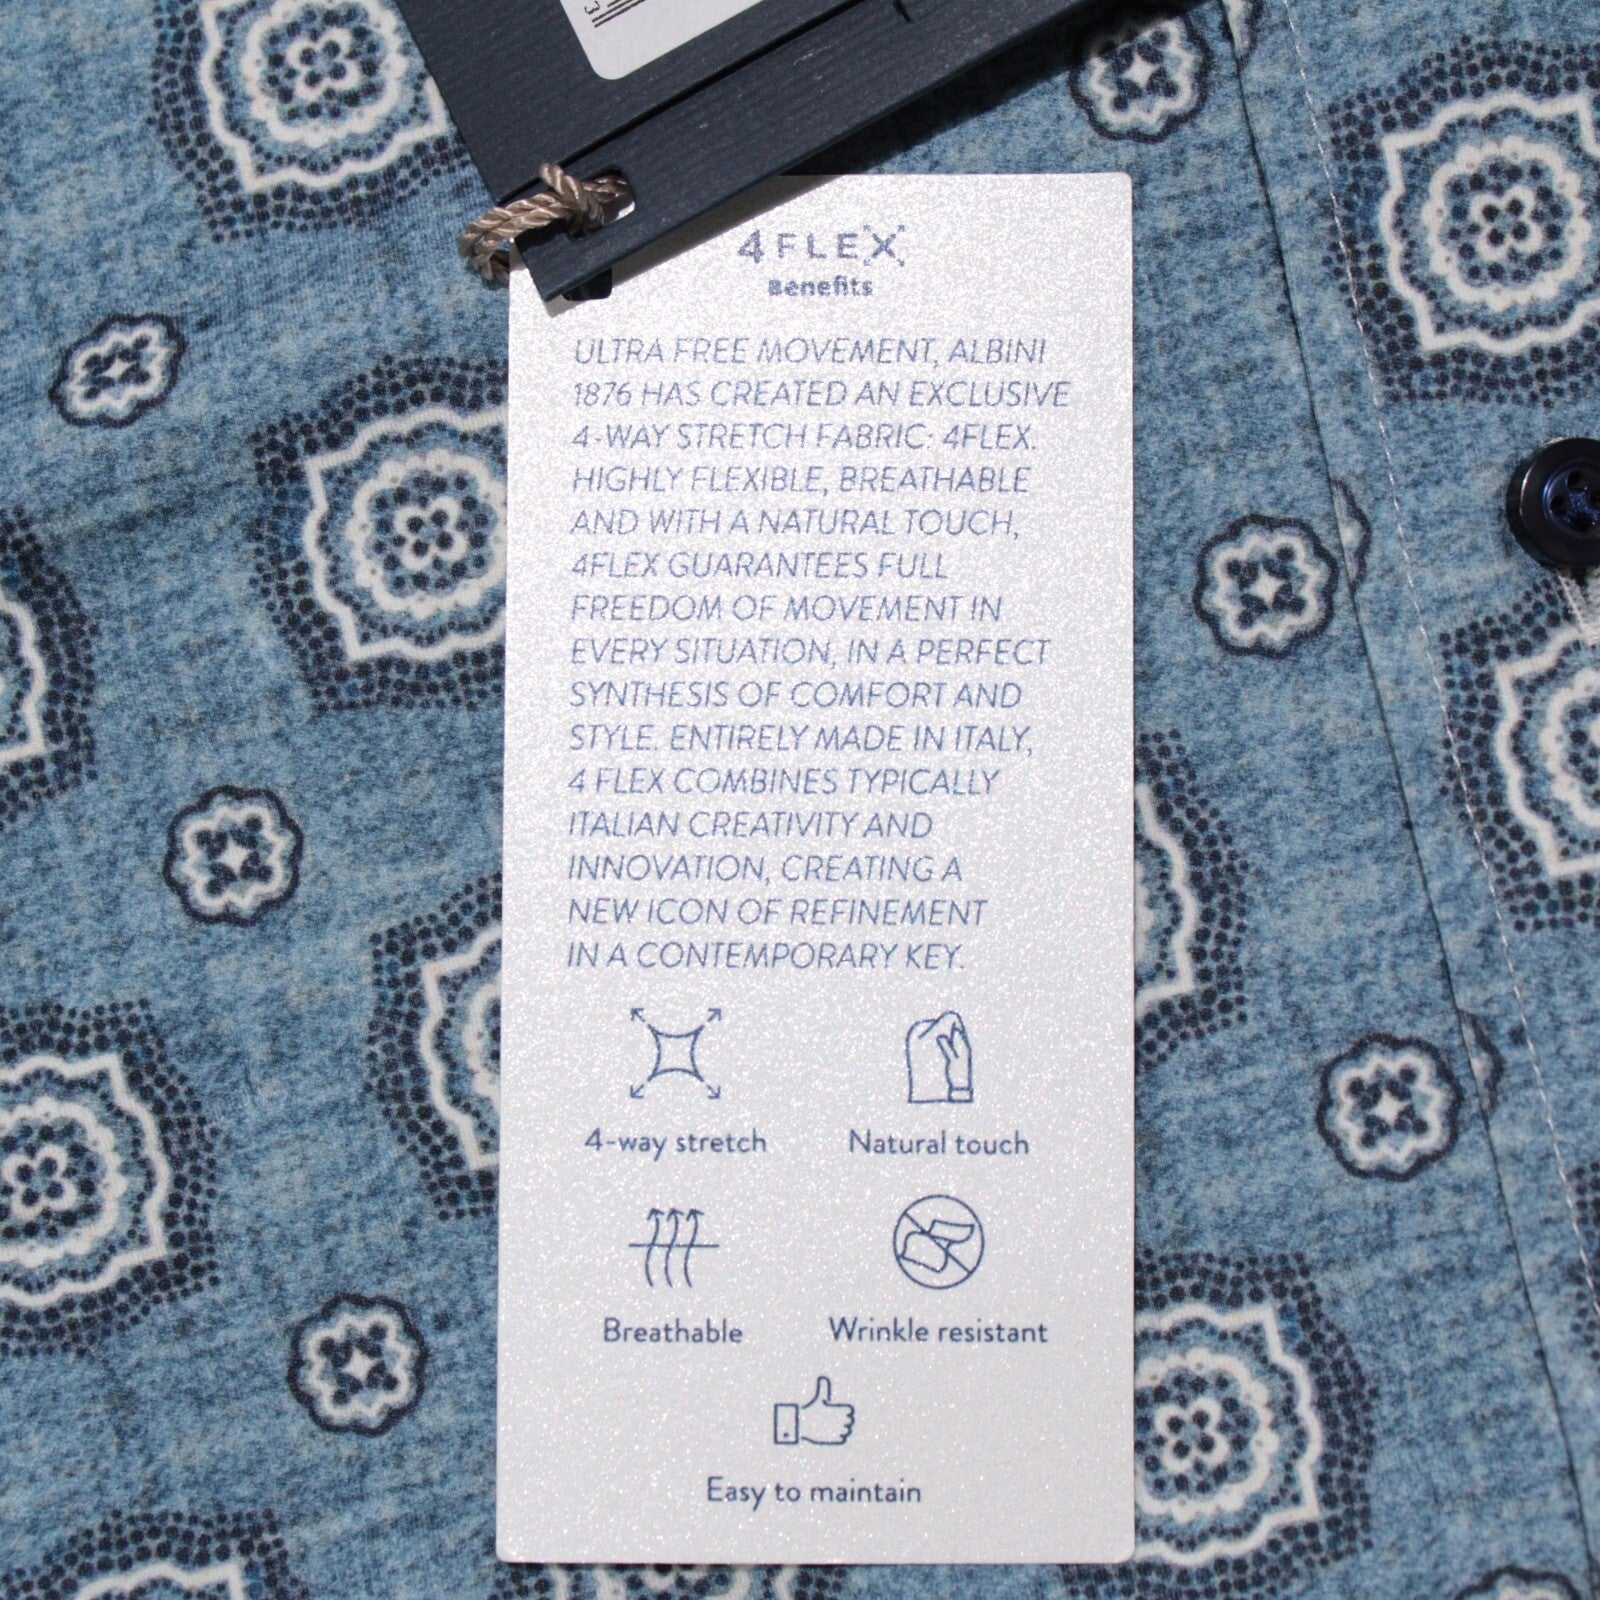 3
4FLEX
Benefits
ULTRA FREE MOVEMENT, ALBINI
1876 HAS CREATED AN EXCLUSIVE
4-WAY STRETCH FABRIC: 4FLEX.
HIGHLY FLEXIBLE, BREATHABLE
AND WITH A NATURAL TOUCH,
4FLEX GUARANTEES FULL
FREEDOM OF MOVEMENT IN
EVERY SITUATION, IN A PERFECT
SYNTHESIS OF COMFORT AND
STYLE. ENTIRELY MADE IN ITALY,
4 FLEX COMBINES TYPICALLY
ITALIAN CREATIVITY AND
INNOVATION, CREATING A
NEW ICON OF REFINEMENT
IN A CONTEMPORARY KEY.
4-way stretch Natural touch
Breathable Wrinkle resistant
Easy to maintain